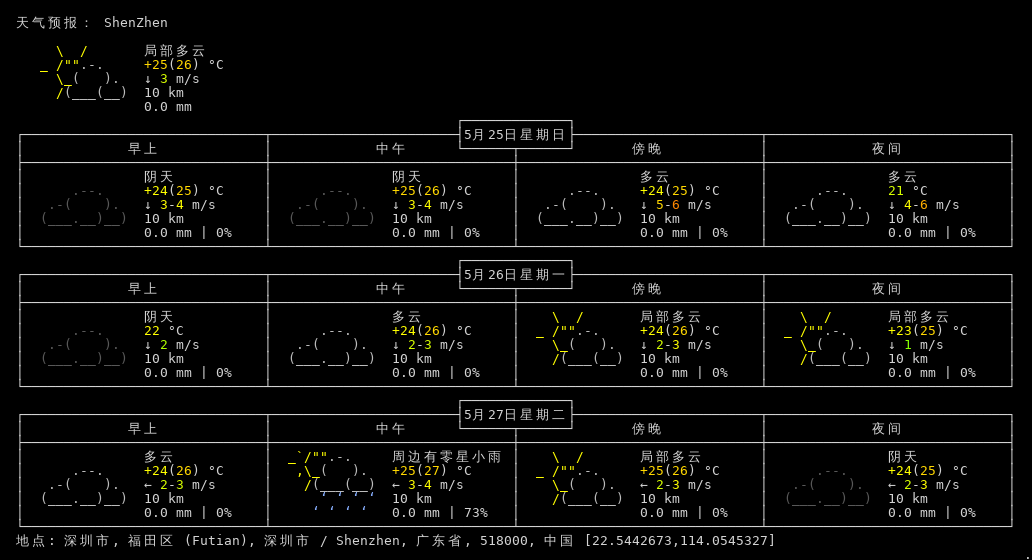 天气预报： ShenZhen
局部多云
+25(26) °C
↓ 3 m/s
10 km
0.0 mm
5月25日星期日
早上 中午 傍晚 夜间
阴天 阴天 多云 多云
+24(25) °C +25(26) °C +24(25) °C 21 °C
↓ 3-4 m/s ↓ 3-4 m/s ↓ 5-6 m/s ↓ 4-6 m/s
10 km 10 km 10 km 10 km
0.0 mm | 0% 0.0 mm | 0% 0.0 mm | 0% 0.0 mm | 0%
5月26日星期一
早上 中午 傍晚 夜间
阴天 多云 局部多云 局部多云
22 °C +24(26) °C +24(26) °C +23(25) °C
↓ 2 m/s ↓ 2-3 m/s ↓ 2-3 m/s ↓ 1 m/s
10 km 10 km 10 km 10 km
0.0 mm | 0% 0.0 mm | 0% 0.0 mm | 0% 0.0 mm | 0%
5月27日星期二
早上 中午 傍晚 夜间
多云 周边有零星小雨 局部多云 阴天
+24(26) °C +25(27) °C +25(26) °C +24(25) °C
← 2-3 m/s ← 3-4 m/s ← 2-3 m/s ← 2-3 m/s
10 km 10 km 10 km 10 km
0.0 mm | 0% 0.0 mm | 73% 0.0 mm | 0% 0.0 mm | 0%
地点: 深圳市, 福田区 (Futian), 深圳市 / Shenzhen, 广东省, 518000, 中国 [22.5442673,114.0545327]